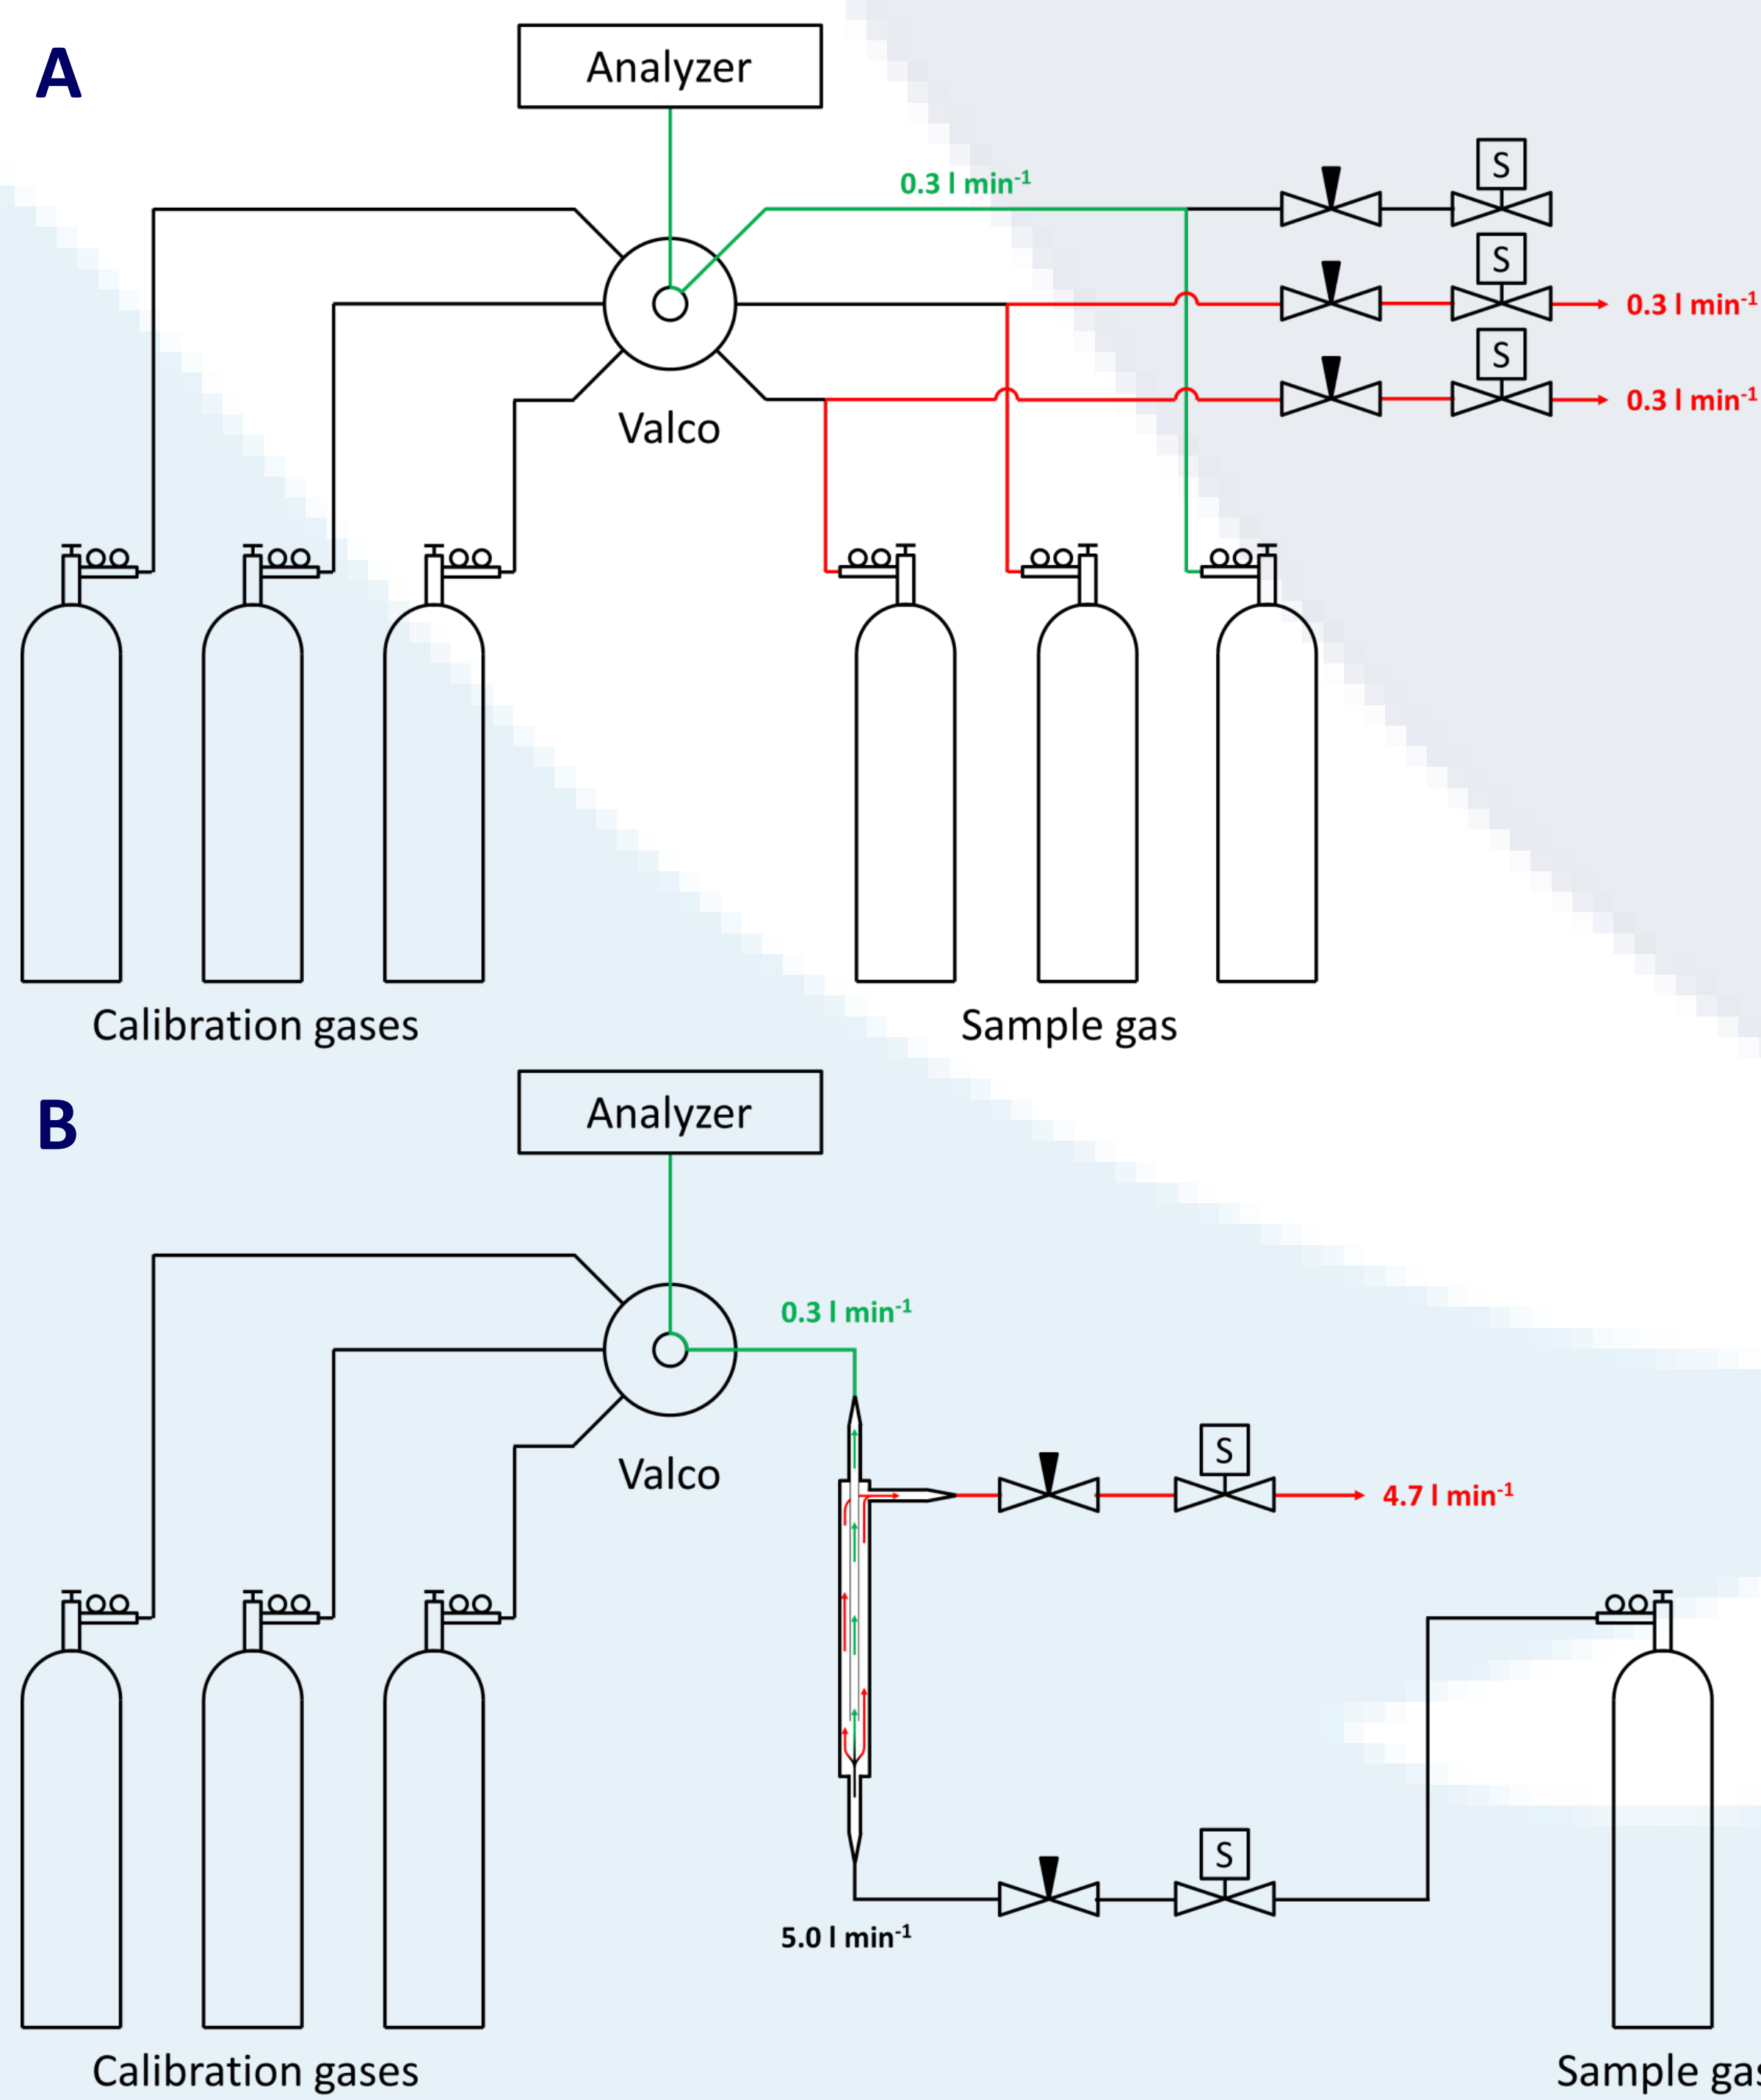 A
Analyzer
S
0.3 l min⁻¹
S
0.3 l min⁻¹
S
0.3 l min⁻¹
Valco
Calibration gases
Sample gas
B
Analyzer
0.3 l min⁻¹
S
Valco
4.7 l min⁻¹
S
5.0 l min⁻¹
Calibration gases
Sample gas